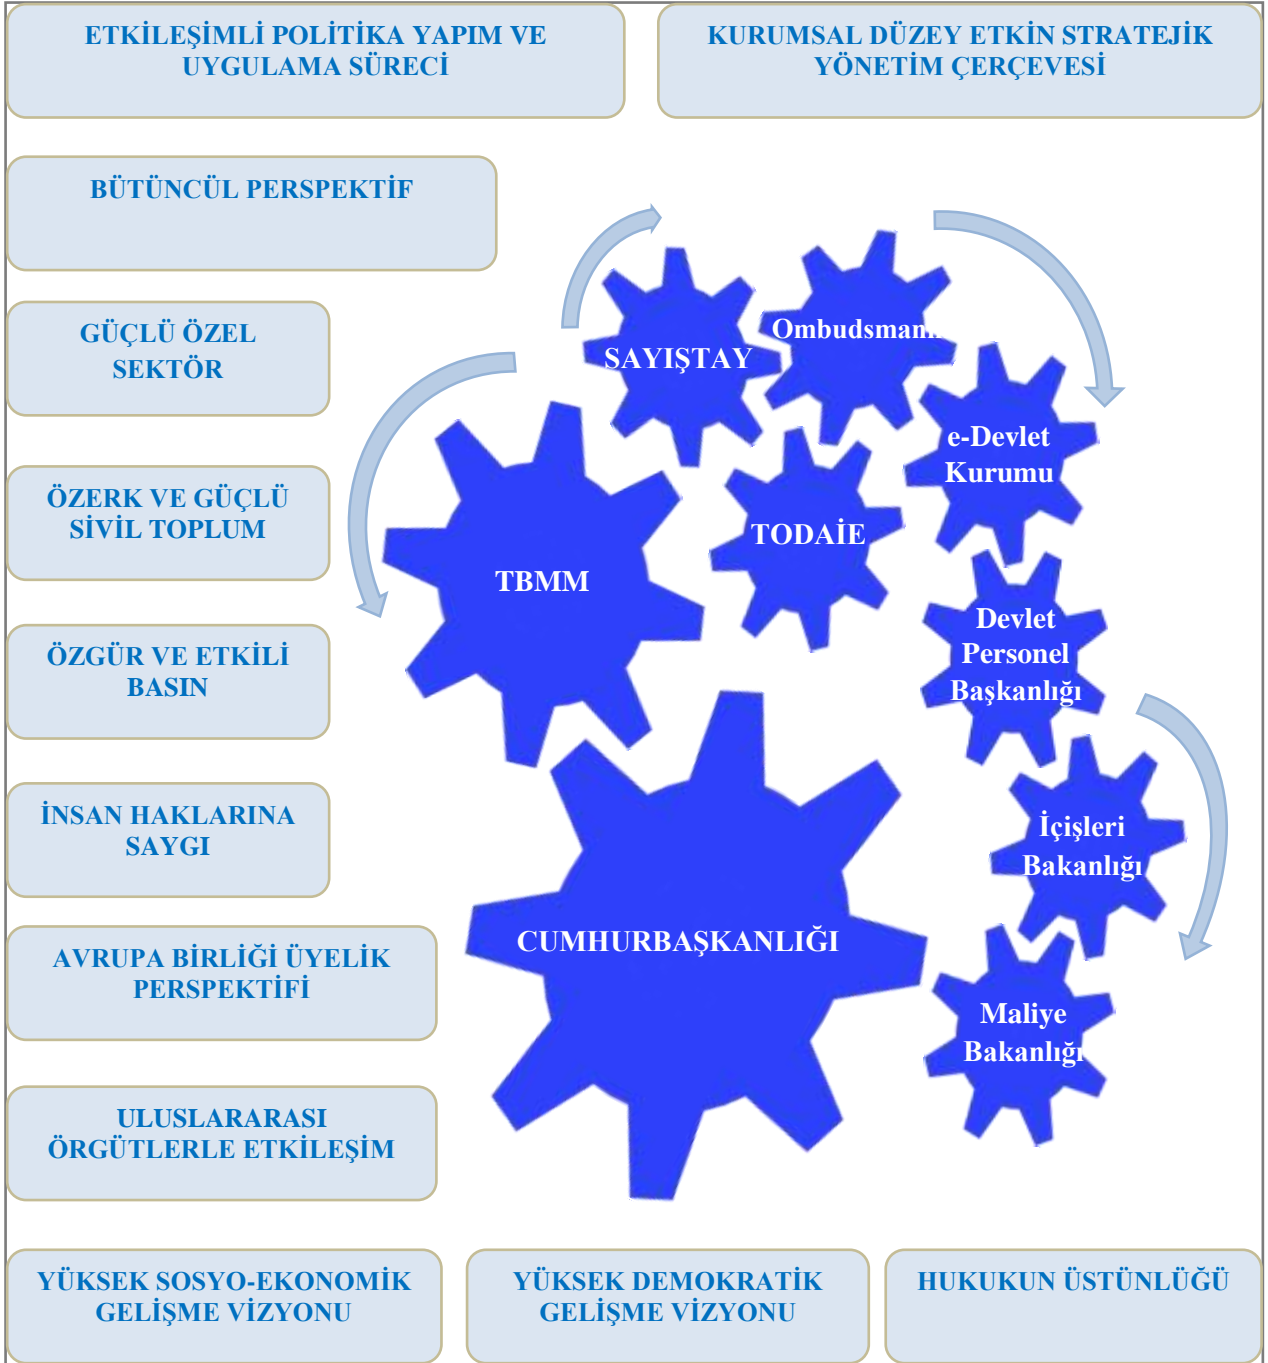 ETKİLEŞİMLİ POLİTİKA YAPIM VE
UYGULAMA SÜRECİ
KURUMSAL DÜZEY ETKİN STRATEJİK
YÖNETİM ÇERÇEVESİ
BÜTÜNCÜL PERSPEKTİF
GÜÇLÜ ÖZEL
SEKTÖR
ÖZERK VE GÜÇLÜ
SİVİL TOPLUM
ÖZGÜR VE ETKİLİ
BASIN
İNSAN HAKLARINA
SAYGI
AVRUPA BİRLİĞİ ÜYELİK
PERSPEKTİFİ
ULUSLARARASI
ÖRGÜTLERLE ETKİLEŞİM
SAYIŞTAY
Ombudsmanı
e-Devlet
Kurumu
TODAİE
TBMM
Devlet
Personel
Başkanlığı
İçişleri
Bakanlığı
CUMHURBAŞKANLIĞI
Maliye
Bakanlığı
YÜKSEK SOSYO-EKONOMİK
GELİŞME VİZYONU
YÜKSEK DEMOKRATİK
GELİŞME VİZYONU
HUKUKUN ÜSTÜNLÜĞÜ